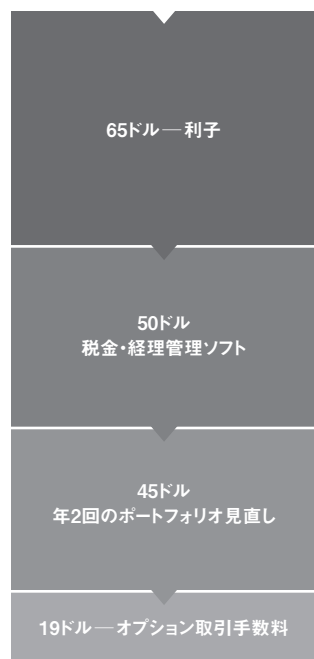 65ドル―利子
50ドル
税金・経理管理ソフト
45ドル
年2回のポートフォリオ見直し
19ドル―オプション取引手数料